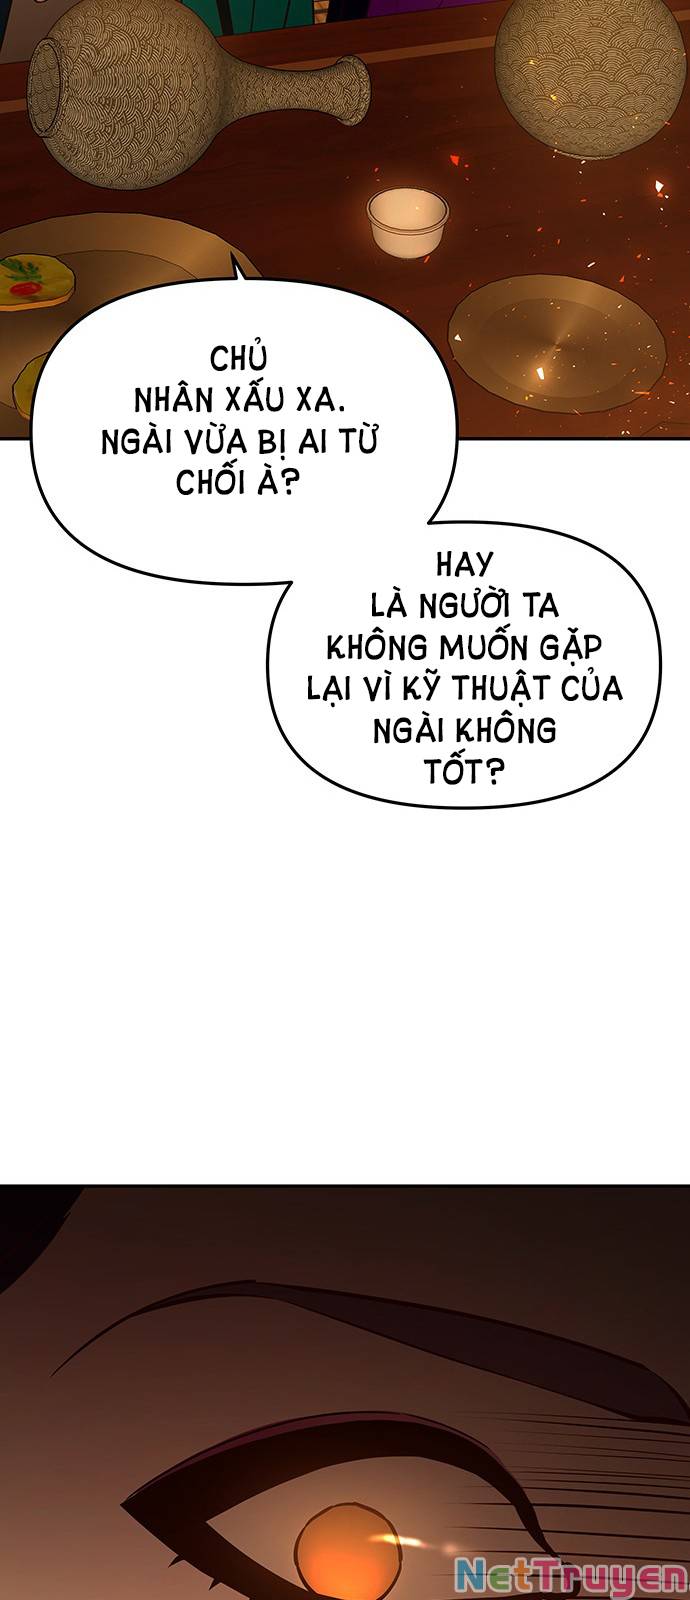 CHỦ
NHÂN XẤU XA.
NGÀI VỪA BỊ AI TỪ
CHỐI À?
HAY
LÀ NGƯỜI TA
KHÔNG MUỐN GẶP
LẠI VÌ KỸ THUẬT CỦA
NGÀI KHÔNG
TỐT?
NetTruyen